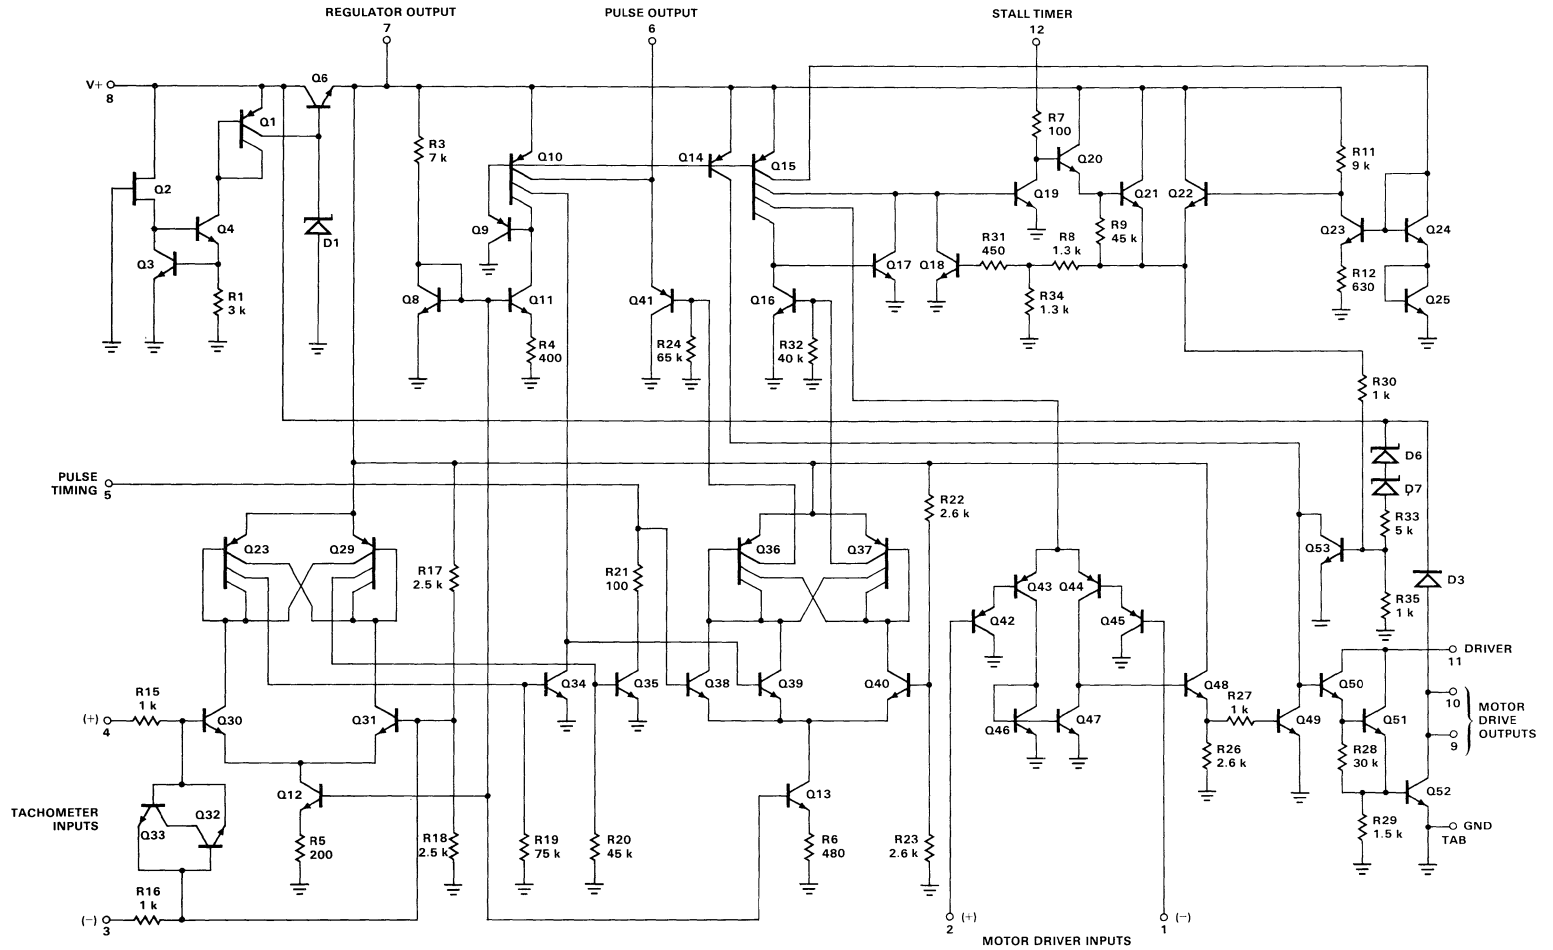 REGULATOR OUTPUT
7
PULSE OUTPUT
6
STALL TIMER
12
V+
8
Q6
Q1
Q2
Q4
Q3
D1
R1
3 k
R3
7 k
Q10
Q9
Q8
Q11
R4
400
Q14
Q15
Q41
R24
65 k
Q16
R32
40 k
R7
100
Q20
Q19
Q21
Q22
R9
45 k
Q17
Q18
R31
450
R8
1.3 k
R34
1.3 k
R11
9 k
Q23
Q24
R12
630
Q25
R30
1 k
PULSE
TIMING
5
Q23
Q29
R17
2.5 k
R21
100
Q36
Q37
R22
2.6 k
Q43
Q44
Q42
Q45
Q53
D6
D7
R33
5 k
R35
1 k
D3
DRIVER
11
R15
1 k
(+)
4
Q30
Q31
Q34
Q35
Q38
Q39
Q40
Q46
Q47
Q48
R27
1 k
Q49
R26
2.6 k
Q50
Q51
R28
30 k
10
9
MOTOR
DRIVE
OUTPUTS
Q52
R29
1.5 k
GND
TAB
TACHOMETER
INPUTS
Q32
Q33
Q12
R5
200
R18
2.5 k
R19
75 k
R20
45 k
Q13
R6
480
R23
2.6 k
R16
1 k
(−)
3
2
(+)
1
(−)
MOTOR DRIVER INPUTS